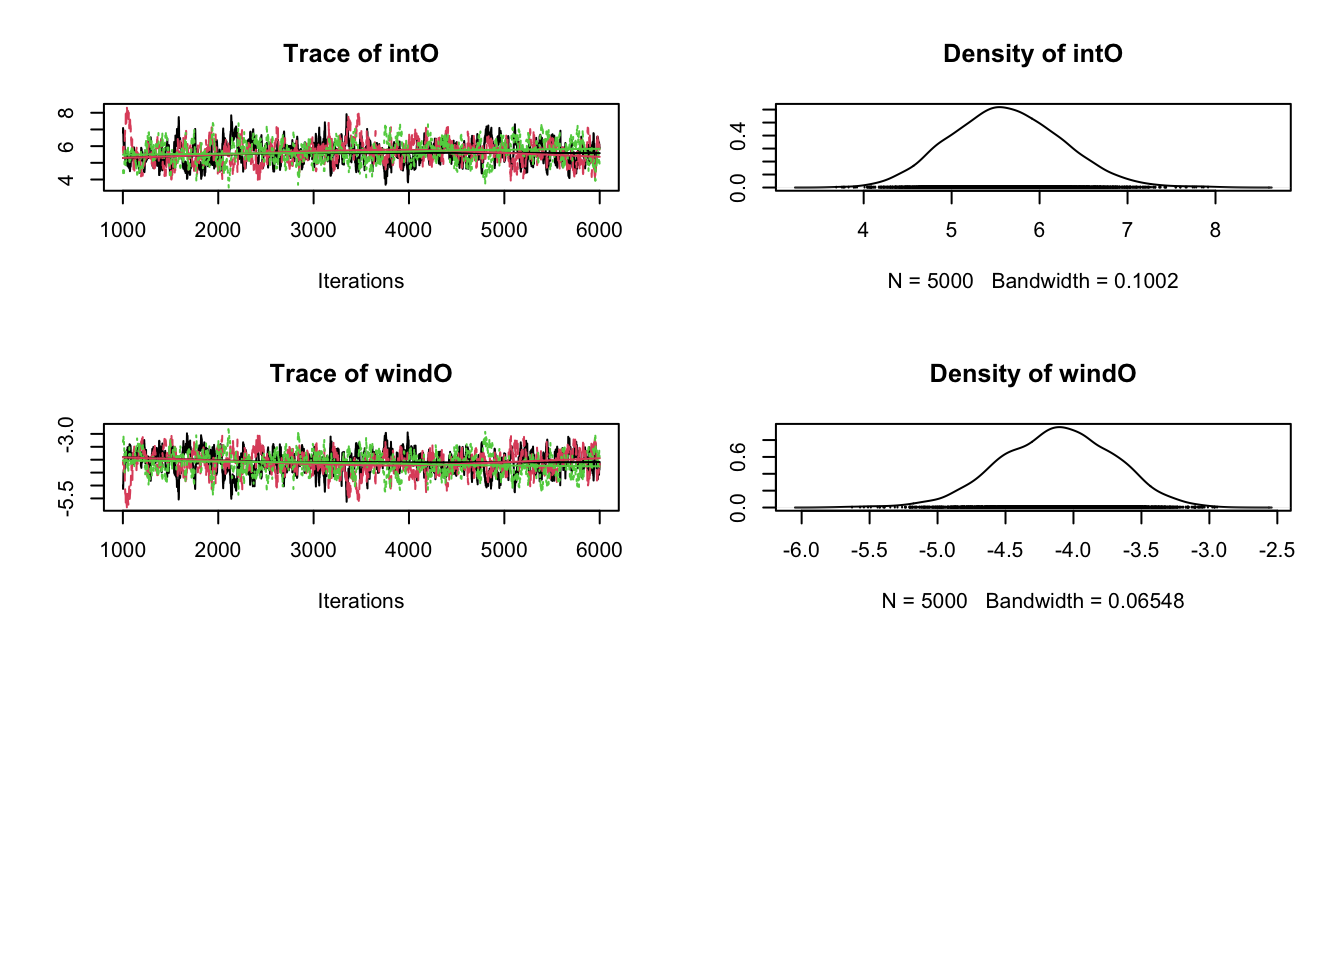 Trace of intO
8
6
4
1000 2000 3000 4000 5000 6000
Iterations
Density of intO
0.4
0.0
4 5 6 7 8
N = 5000 Bandwidth = 0.1002
Trace of windO
-3.0
-5.5
1000 2000 3000 4000 5000 6000
Iterations
Density of windO
0.6
0.0
-6.0 -5.5 -5.0 -4.5 -4.0 -3.5 -3.0 -2.5
N = 5000 Bandwidth = 0.06548